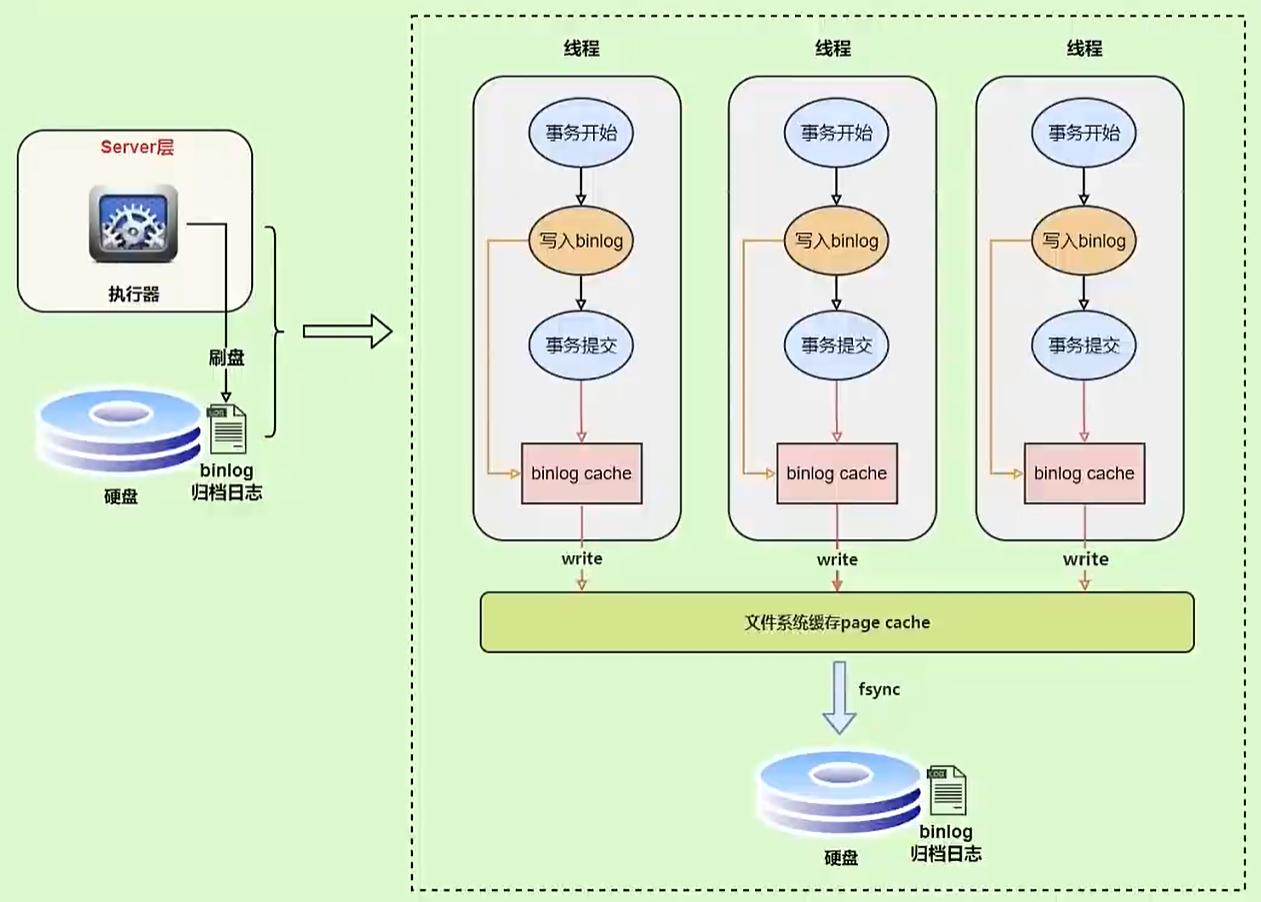 Server层
执行器
刷盘
binlog
归档日志
硬盘
线程
线程
线程
事务开始
事务开始
事务开始
写入binlog
写入binlog
写入binlog
事务提交
事务提交
事务提交
binlog cache
binlog cache
binlog cache
write
write
write
文件系统缓存page cache
fsync
LOG
binlog
归档日志
硬盘